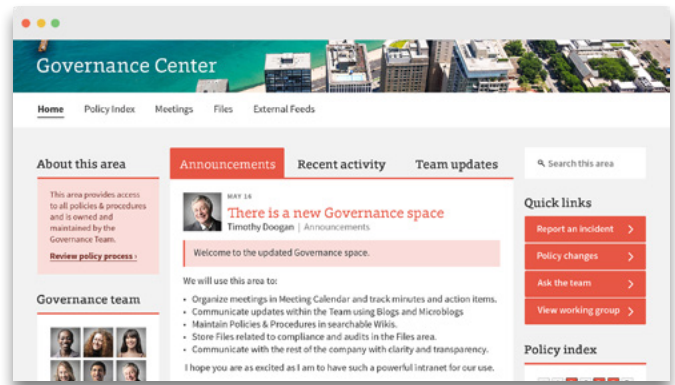 Governance Center
Home Policy Index Meetings Files External Feeds
About this area
This area provides access
to all policies & procedures
and is owned and
maintained by the
Governance Team.
Review policy process ›
Governance team
Announcements Recent activity Team updates
MAY 16
There is a new Governance space
Timothy Doogan | Announcements
Welcome to the updated Governance space.
We will use this area to:
• Organize meetings in Meeting Calendar and track minutes and action items.
• Communicate updates within the Team using Blogs and Microblogs
• Maintain Policies & Procedures in searchable Wikis.
• Store Files related to compliance and audits in the Files area.
• Communicate with the rest of the company with clarity and transparency.
I hope you are as excited as I am to have such a powerful intranet for our use.
Search this area
Quick links
Report an incident
Policy changes
Ask the team
View working group
Policy index